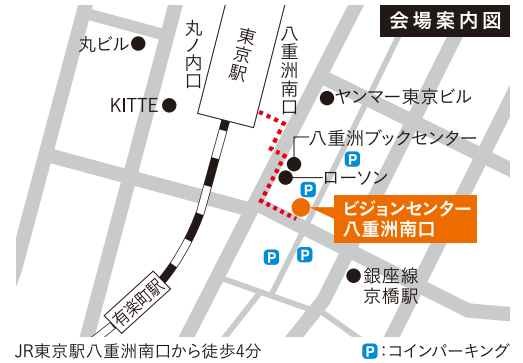 会場案内図
丸ビル
丸ノ内口
東京駅
八重洲南口
KITTE
ヤンマー東京ビル
八重洲ブックセンター
P
ローソン
P
ビジョンセンター
八重洲南口
P
P
銀座線
京橋駅
有楽町駅
JR東京駅八重洲南口から徒歩4分
P:コインパーキング